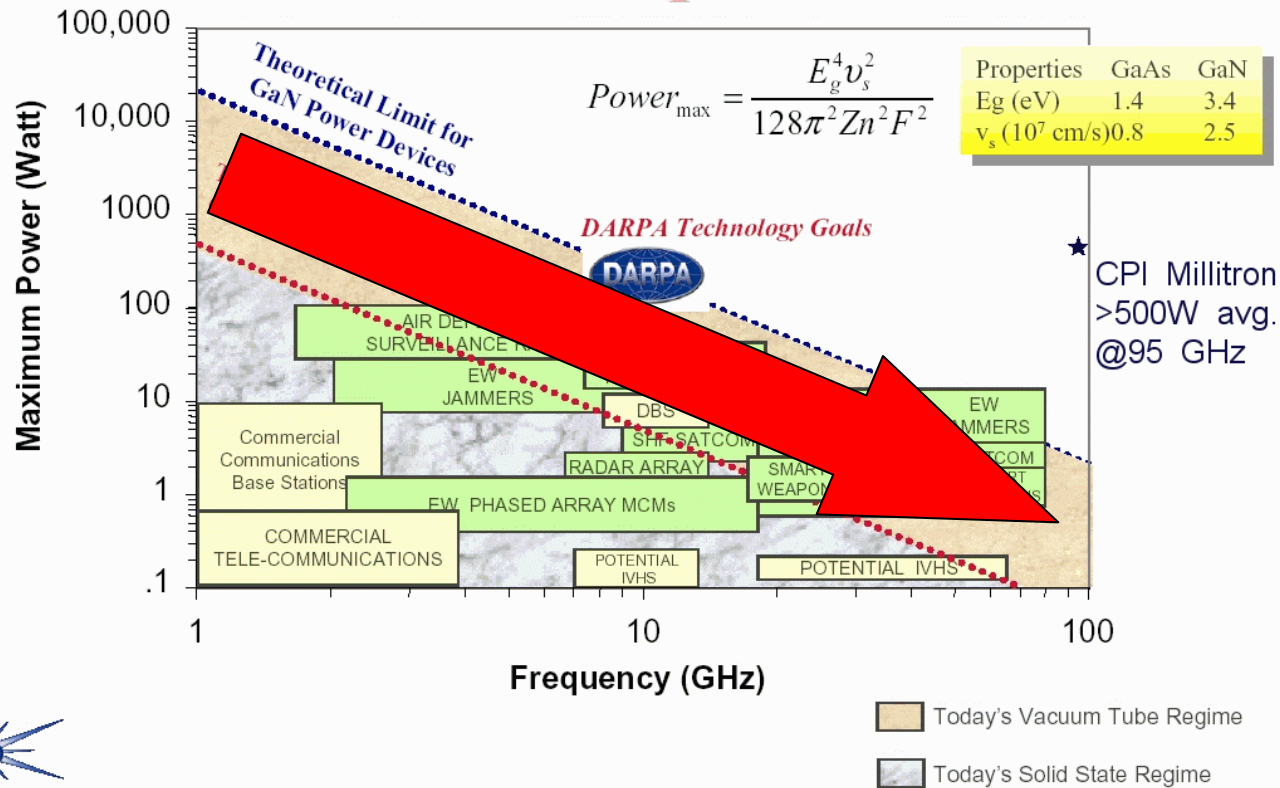 100,000
10,000
1000
100
10
1
.1
Maximum Power (Watt)
Theoretical Limit for
GaN Power Devices
Power_max = E_g^4 υ_s^2 / 128π^2 Zn^2 F^2
Properties GaAs GaN
Eg (eV) 1.4 3.4
v_s (10^7 cm/s)0.8 2.5
DARPA Technology Goals
DARPA
CPI Millitron
>500W avg.
@95 GHz
AIR
SURVEILLANCE
EW
JAMMERS
DBS
SHF SATCOM
RADAR ARRAY
SMART
WEAPON
EW PHASED ARRAY MCMs
Commercial
Communications
Base Stations
COMMERCIAL
TELE-COMMUNICATIONS
POTENTIAL
IVHS
POTENTIAL IVHS
EW
1
10
100
Frequency (GHz)
Today's Vacuum Tube Regime
Today's Solid State Regime